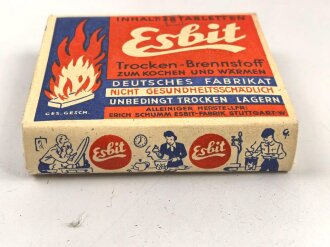 INHALT 28 TABLETTEN
Esbit
Trocken-Brennstoff
ZUM KOCHEN UND WÄRMEN
DEUTSCHES FABRIKAT
NICHT GESUNDHEITSSCHÄDLICH
UNBEDINGT TROCKEN LAGERN
ALLEINIGER HERSTELLER:
ERICH SCHUMM ESBIT-FABRIK STUTTGART-W
GES. GESCH.
Esbit
Esbit